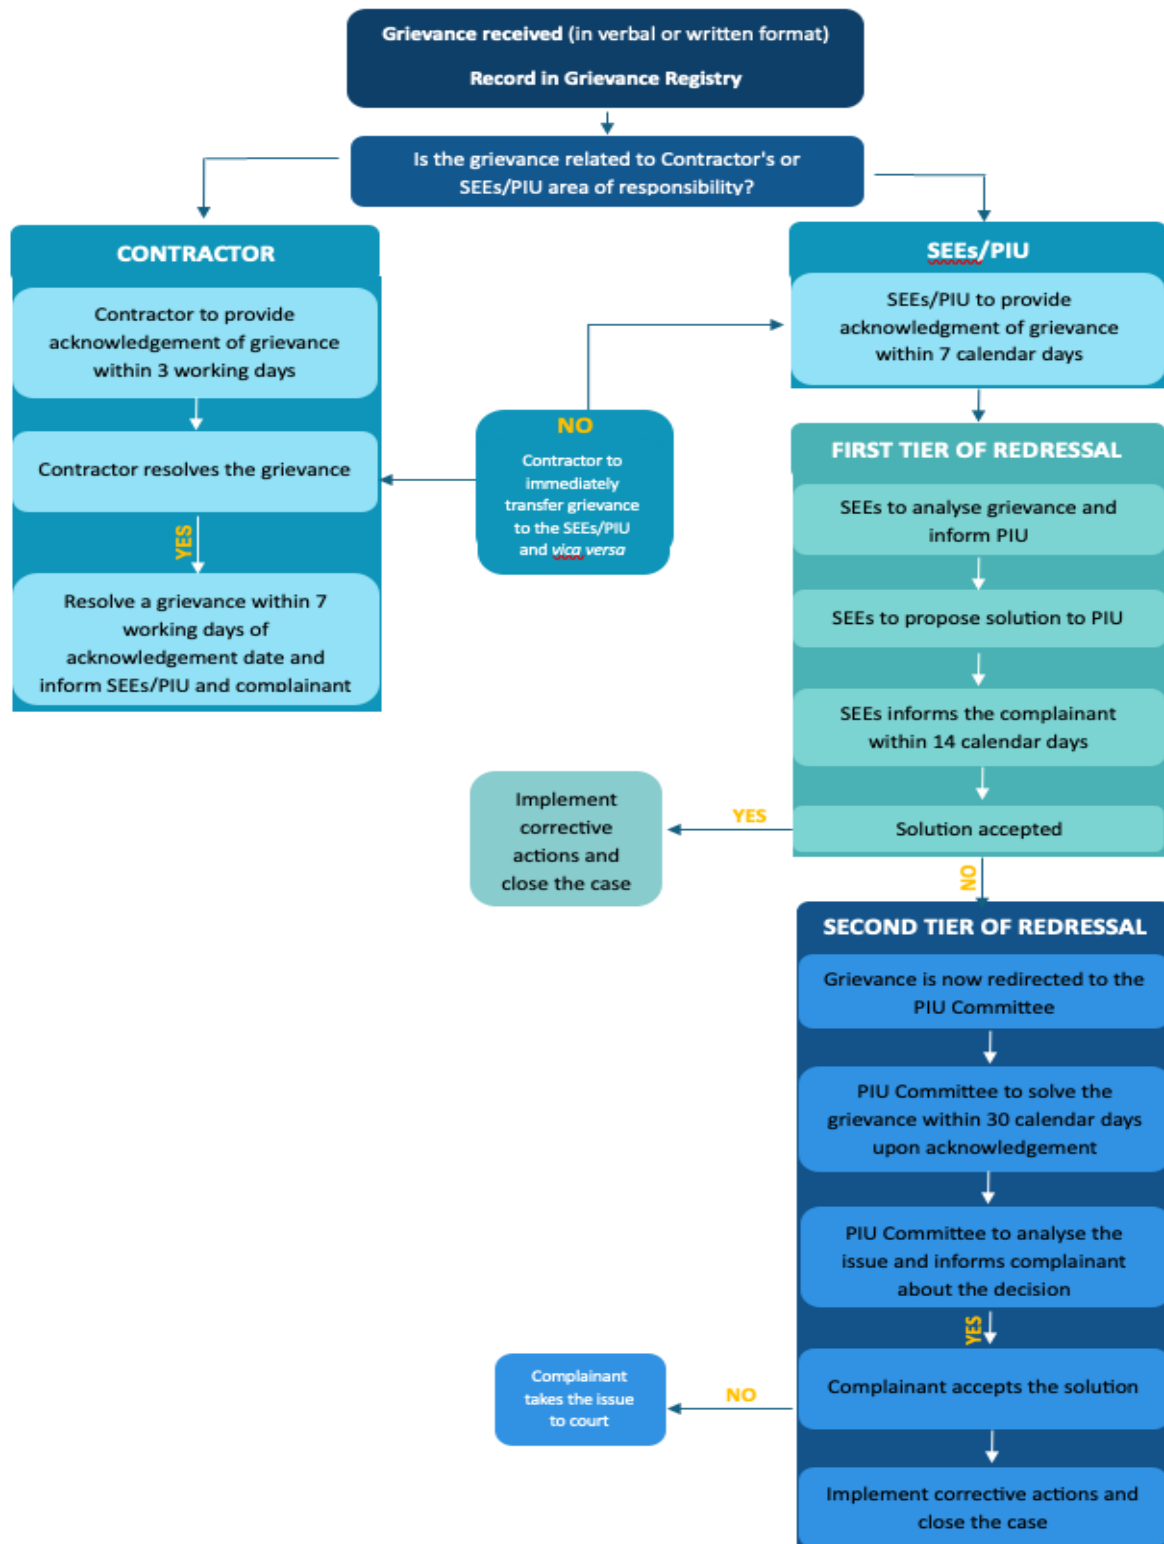 Grievance received (in verbal or written format)
Record in Grievance Registry
Is the grievance related to Contractor's or
SEEs/PIU area of responsibility?
CONTRACTOR
Contractor to provide
acknowledgement of grievance
within 3 working days
Contractor resolves the grievance
YES
Resolve a grievance within 7
working days of
acknowledgement date and
inform SEEs/PIU and complainant
NO
Contractor to
immediately
transfer grievance
to the SEEs/PIU
and vica versa
SEEs/PIU
SEEs/PIU to provide
acknowledgment of grievance
within 7 calendar days
FIRST TIER OF REDRESSAL
SEEs to analyse grievance and
inform PIU
SEEs to propose solution to PIU
SEEs informs the complainant
within 14 calendar days
Solution accepted
YES
Implement
corrective
actions and
close the case
NO
SECOND TIER OF REDRESSAL
Grievance is now redirected to the
PIU Committee
PIU Committee to solve the
grievance within 30 calendar days
upon acknowledgement
PIU Committee to analyse the
issue and informs complainant
about the decision
YES
Complainant accepts the solution
NO
Complainant
takes the issue
to court
Implement corrective actions and
close the case